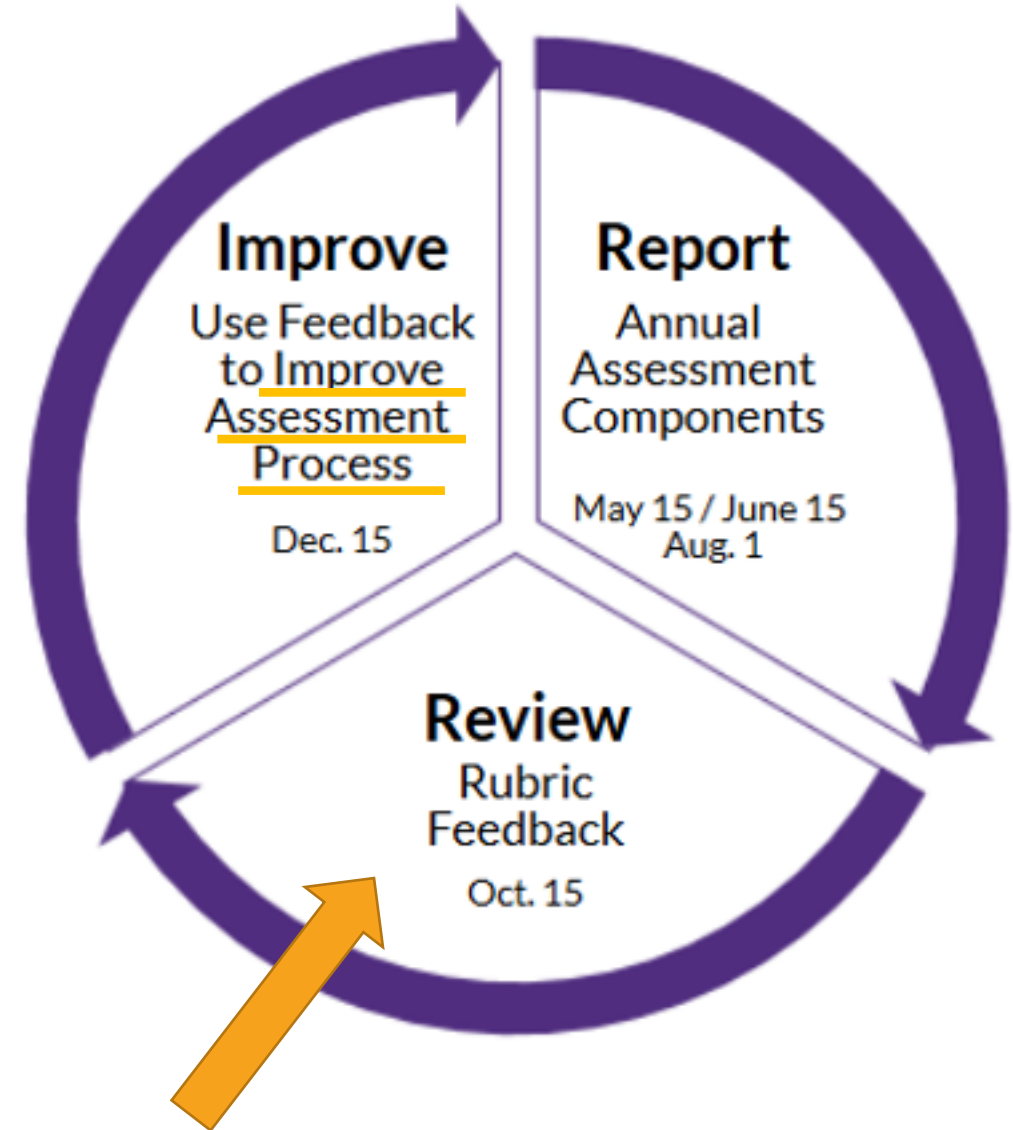 Improve
Use Feedback
to Improve
Assessment
Process
Dec. 15
Report
Annual
Assessment
Components
May 15 / June 15
Aug. 1
Review
Rubric
Feedback
Oct. 15